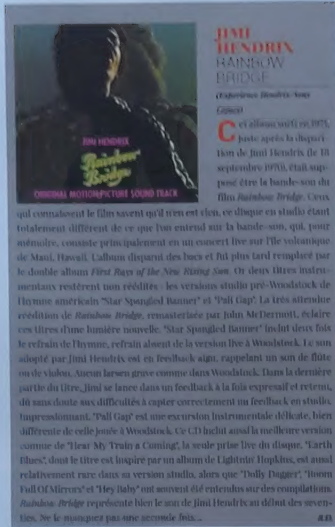 JIMI HENDRIX
Rainbow
Bridge
ORIGINAL MOTION PICTURE SOUND TRACK
JIMI
HENDRIX
RAINBOW
BRIDGE
(Experience Hendrix/Sony
Cet album sorti en 1971,
juste après la dispari-
tion de Jimi Hendrix (le 18
septembre 1970), était sup-
posé être la bande-son du
film Rainbow Bridge. Ceux
qui connaissent le film savent qu'il n'en est rien, ce disque en studio étant
totalement différent de ce que l'on entend sur la bande-son, qui, pour
mémoire, consiste principalement en un concert live sur l'île volcanique
de Maui, Hawaii. L'album disparut des bacs et fut plus tard remplacé par
le double album First Rays of the New Rising Sun. Or deux titres instru-
mentaux restèrent non réédités : les versions studio pré-Woodstock de
l'hymne américain "Star Spangled Banner" et "Pali Gap". La très attendue
réédition de Rainbow Bridge, remasterisée par John McDermott, éclaire
ces titres d'une lumière nouvelle. "Star Spangled Banner" inclut deux fois
le refrain de l'hymne, refrain absent de la version live à Woodstock. Le son
adopté par Jimi Hendrix est en feedback aigu, rappelant un son de flûte
ou de violon. Aucun larsen grave comme dans Woodstock. Dans la dernière
partie du titre, Jimi se lance dans un feedback à la fois expressif et retenu,
dû sans doute aux difficultés à capter correctement un feedback en studio.
Impressionnant. "Pali Gap" est une excursion instrumentale délicate, bien
différente de celle jouée à Woodstock. Ce CD inclut aussi la meilleure version
connue de "Hear My Train a Coming", la seule prise live du disque. "Earth
Blues", dont le titre est inspiré par un album de Lightnin' Hopkins, est aussi
relativement rare dans sa version studio, alors que "Dolly Dagger", "Room
Full Of Mirrors" et "Hey Baby" ont souvent été entendus sur des compilations.
Rainbow Bridge représente bien le son de Jimi Hendrix au début des seven-
ties. Ne le manquez pas une seconde fois...